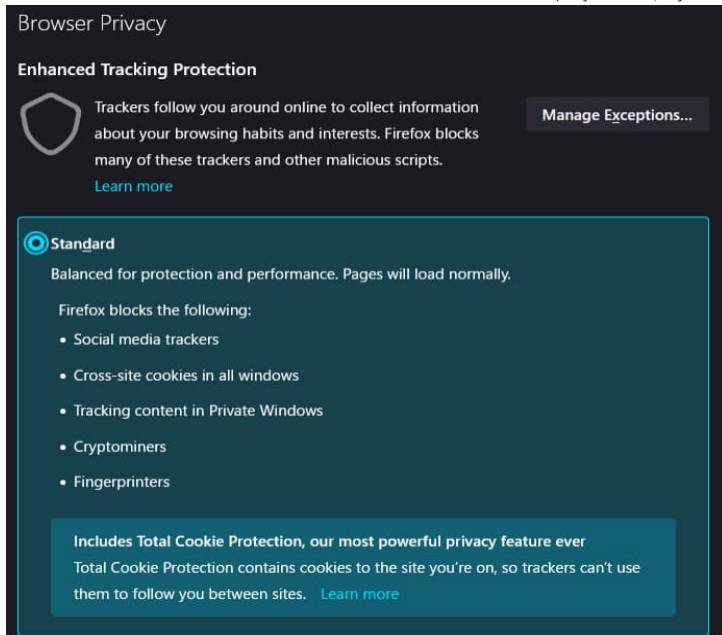 Browser Privacy
Enhanced Tracking Protection
Trackers follow you around online to collect information
about your browsing habits and interests. Firefox blocks
many of these trackers and other malicious scripts.
Learn more
Manage Exceptions...
Standard
Balanced for protection and performance. Pages will load normally.
Firefox blocks the following:
• Social media trackers
• Cross-site cookies in all windows
• Tracking content in Private Windows
• Cryptominers
• Fingerprinters
Includes Total Cookie Protection, our most powerful privacy feature ever
Total Cookie Protection contains cookies to the site you're on, so trackers can't use
them to follow you between sites. Learn more